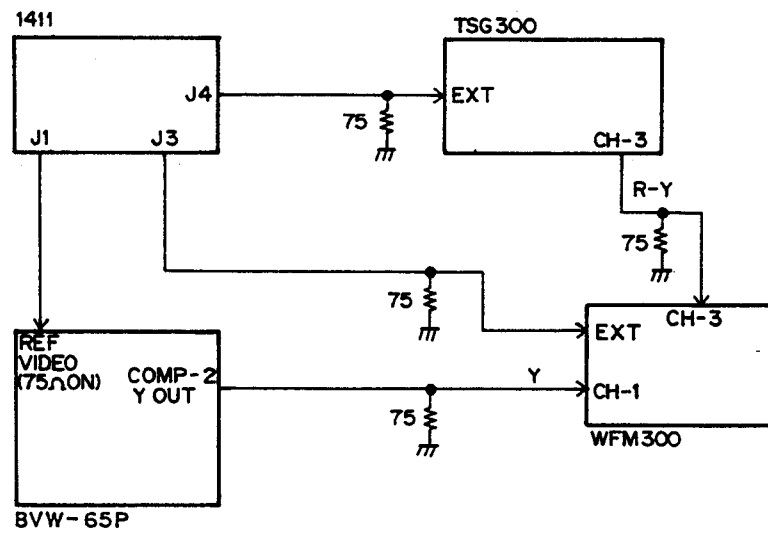 1411
TSG300
J4
EXT
75
J1
J3
CH-3
R-Y
75
75
CH-3
REF
VIDEO
(75Ω ON)
EXT
COMP-2
Y OUT
Y
CH-1
75
WFM300
BVW-65P